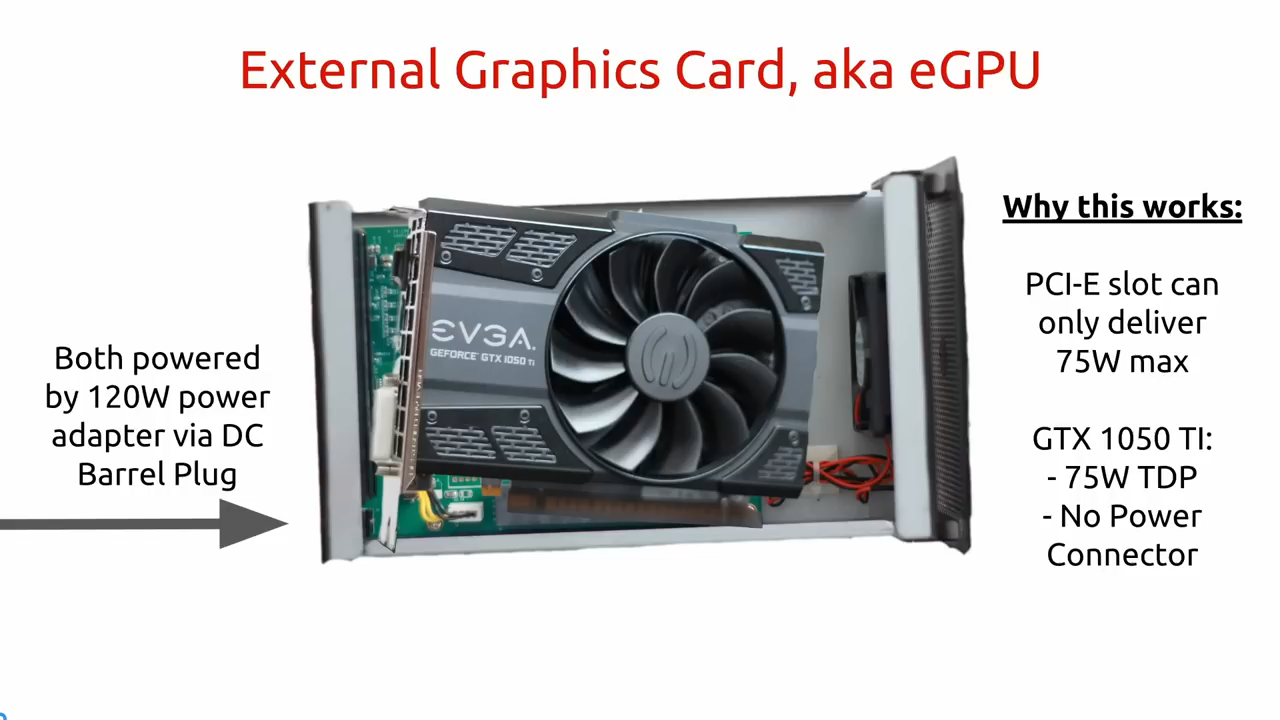 External Graphics Card, aka eGPU
Both powered
by 120W power
adapter via DC
Barrel Plug
EVGA.
GEFORCE® GTX 1050 Ti
Why this works:
PCI-E slot can
only deliver
75W max
GTX 1050 TI:
- 75W TDP
- No Power
Connector